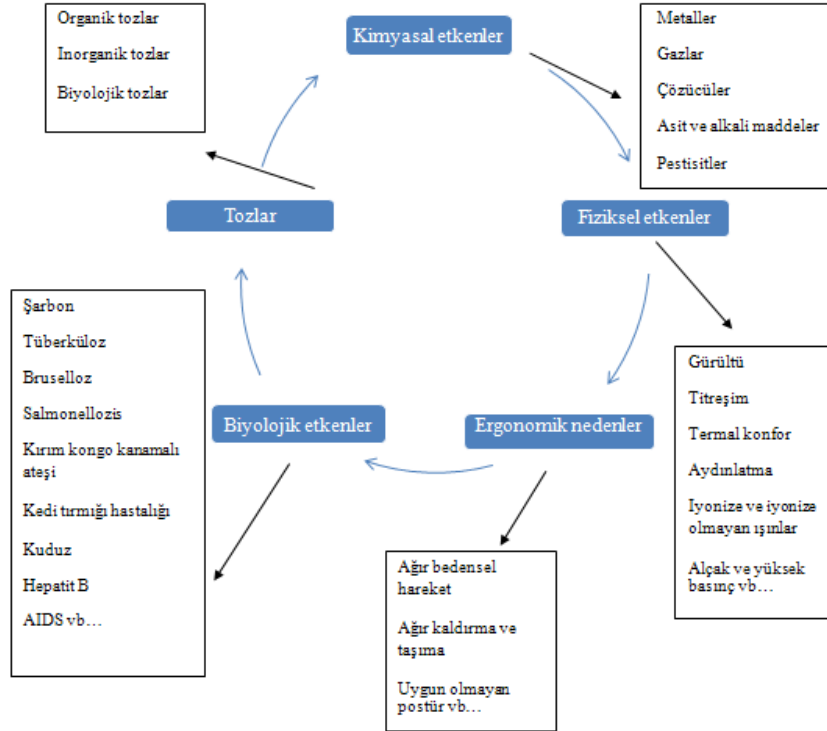 Organik tozlar
Inorganik tozlar
Biyolojik tozlar
Kimyasal etkenler
Metaller
Gazlar
Çözücüler
Asit ve alkali maddeler
Pestisitler
Tozlar
Fiziksel etkenler
Şarbon
Tüberküloz
Bruselloz
Salmonellozis
Kırım kongo kanamalı
ateşi
Kedi tırmığı hastalığı
Kuduz
Hepatit B
AIDS vb…
Biyolojik etkenler
Ergonomik nedenler
Gürültü
Titreşim
Termal konfor
Aydınlatma
Iyonize ve iyonize
olmayan ışınlar
Alçak ve yüksek
basınç vb…
Ağır bedensel
hareket
Ağır kaldırma ve
taşıma
Uygun olmayan
postür vb…